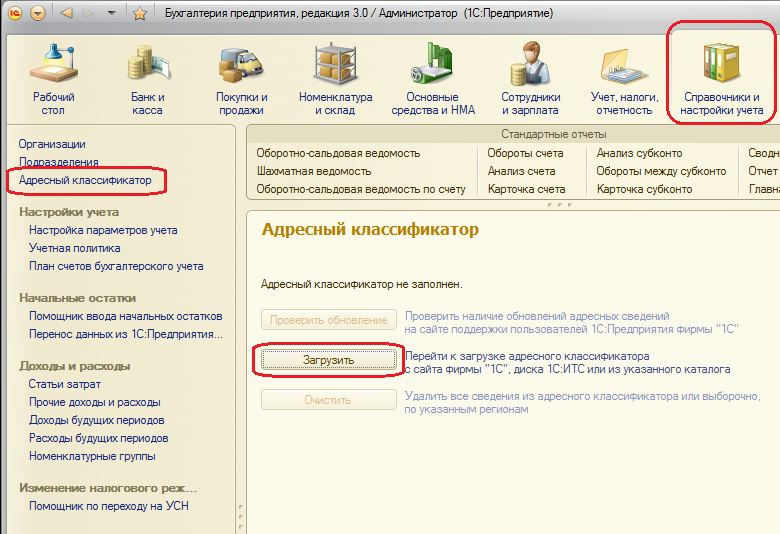 Бухгалтерия предприятия, редакция 3.0 / Администратор (1С:Предприятие)
Рабочий стол
Банк и касса
Покупки и продажи
Номенклатура и склад
Основные средства и НМА
Сотрудники и зарплата
Учет, налоги, отчетность
Справочники и настройки учета
Организации
Подразделения
Адресный классификатор
Настройки учета
Настройка параметров учета
Учетная политика
План счетов бухгалтерского учета
Начальные остатки
Помощник ввода начальных остатков
Перенос данных из 1С:Предприятия...
Доходы и расходы
Статьи затрат
Прочие доходы и расходы
Доходы будущих периодов
Расходы будущих периодов
Номенклатурные группы
Изменение налогового реж...
Помощник по переходу на УСН
Стандартные отчеты
Оборотно-сальдовая ведомость
Шахматная ведомость
Оборотно-сальдовая ведомость по счету
Обороты счета
Анализ счета
Карточка счета
Анализ субконто
Обороты между субконто
Карточка субконто
Сводн
Отчет
Главна
Адресный классификатор
Адресный классификатор не заполнен.
Проверить обновление
Проверить наличие обновлений адресных сведений
на сайте поддержки пользователей 1С:Предприятия фирмы "1С"
Загрузить
Перейти к загрузке адресного классификатора
с сайта фирмы "1С", диска 1С:ИТС или из указанного каталога
Очистить
Удалить все сведения из адресного классификатора или выборочно,
по указанным регионам